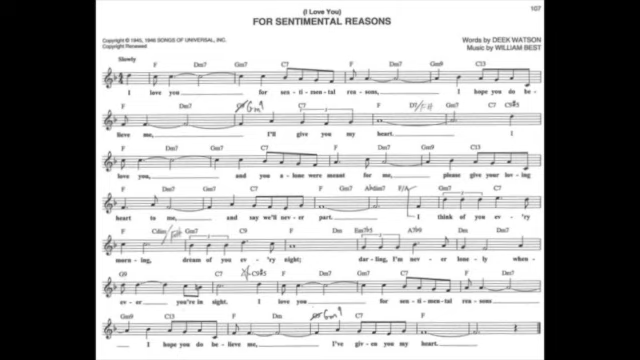 107
(I Love You)
FOR SENTIMENTAL REASONS
Copyright © 1945, 1946 SONGS OF UNIVERSAL, INC.
Copyright Renewed
Words by DEEK WATSON
Music by WILLIAM BEST
Slowly
F Dm7 Gm7 C7 F Dm7 Gm9 C13
I love you for sen - ti - men - tal rea - sons, I hope you do be -
F Dm7 Gm9 C7 F D7 Gm7 C7
lieve me, I'll give you my heart. I
F Dm7 Gm7 C7 F Dm7 Gm9 C13
love you, and you a - lone were meant for me, please give your lov - ing
F Dm7 Gm7 C7 F Gm7 F/A Gm7 C7
heart to me, and say we'll nev - er part. I think of you ev - 'ry
F Gm7 C9 F Dm A7
morn - ing, dream of you ev - 'ry night; dar - ling, I'm nev - er lone - ly when -
G9 C7 F Dm7 Gm7 C7
ev - er you're in sight. I love you for sen - ti - men - tal rea - sons
Gm9 C13 F Dm7 Gm9 C7 F
I hope you do be - lieve me, I've giv - en you my heart.